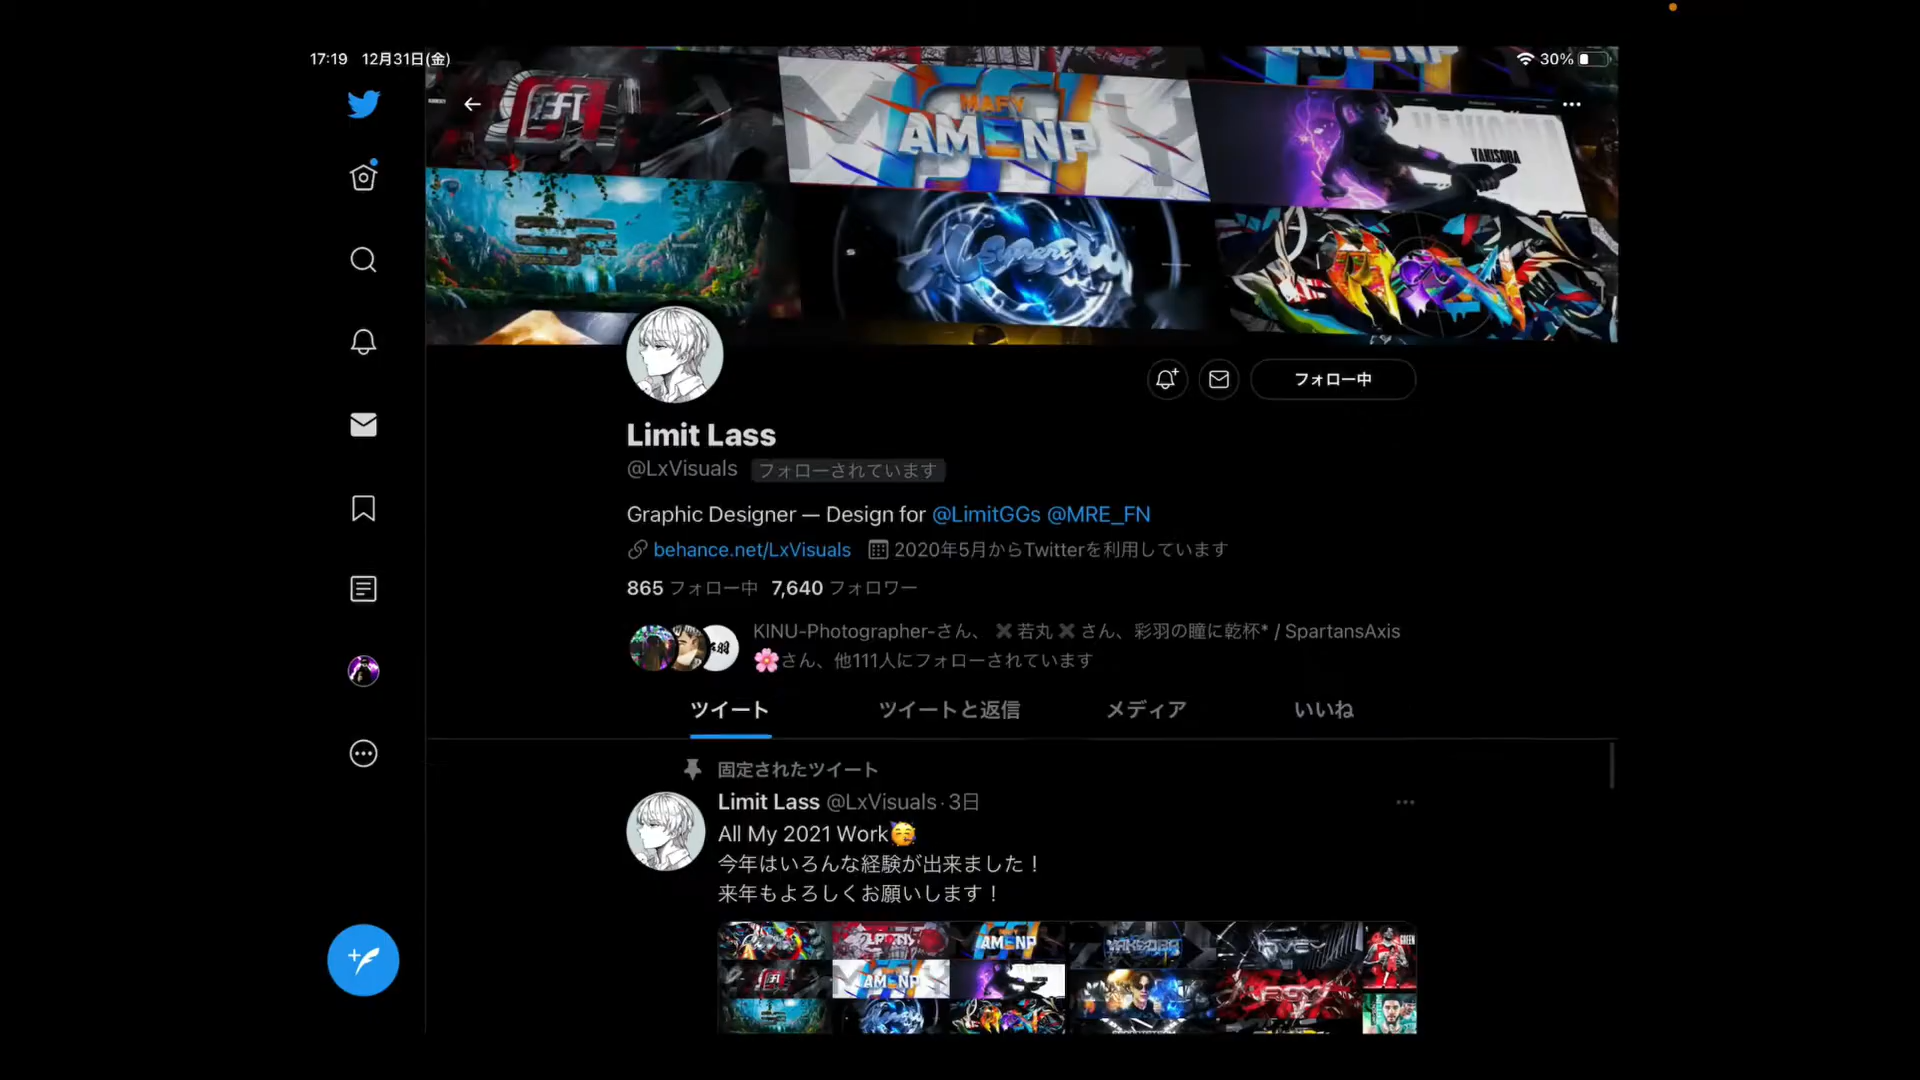 17:19 12月31日(金)
30%
MAFY
AMENP
YAKISOBA
フォロー中
Limit Lass
@LxVisuals フォローされています
Graphic Designer — Design for @LimitGGs @MRE_FN
behance.net/LxVisuals 2020年5月からTwitterを利用しています
865 フォロー中 7,640 フォロワー
KINU-Photographer-さん、 ✖若丸✖さん、彩羽の瞳に乾杯* / SpartansAxis
🌸さん、他111人にフォローされています
ツイート ツイートと返信 メディア いいね
固定されたツイート
Limit Lass @LxVisuals · 3日
All My 2021 Work🥳
今年はいろんな経験が出来ました！
来年もよろしくお願いします！
AMENP
AMENP